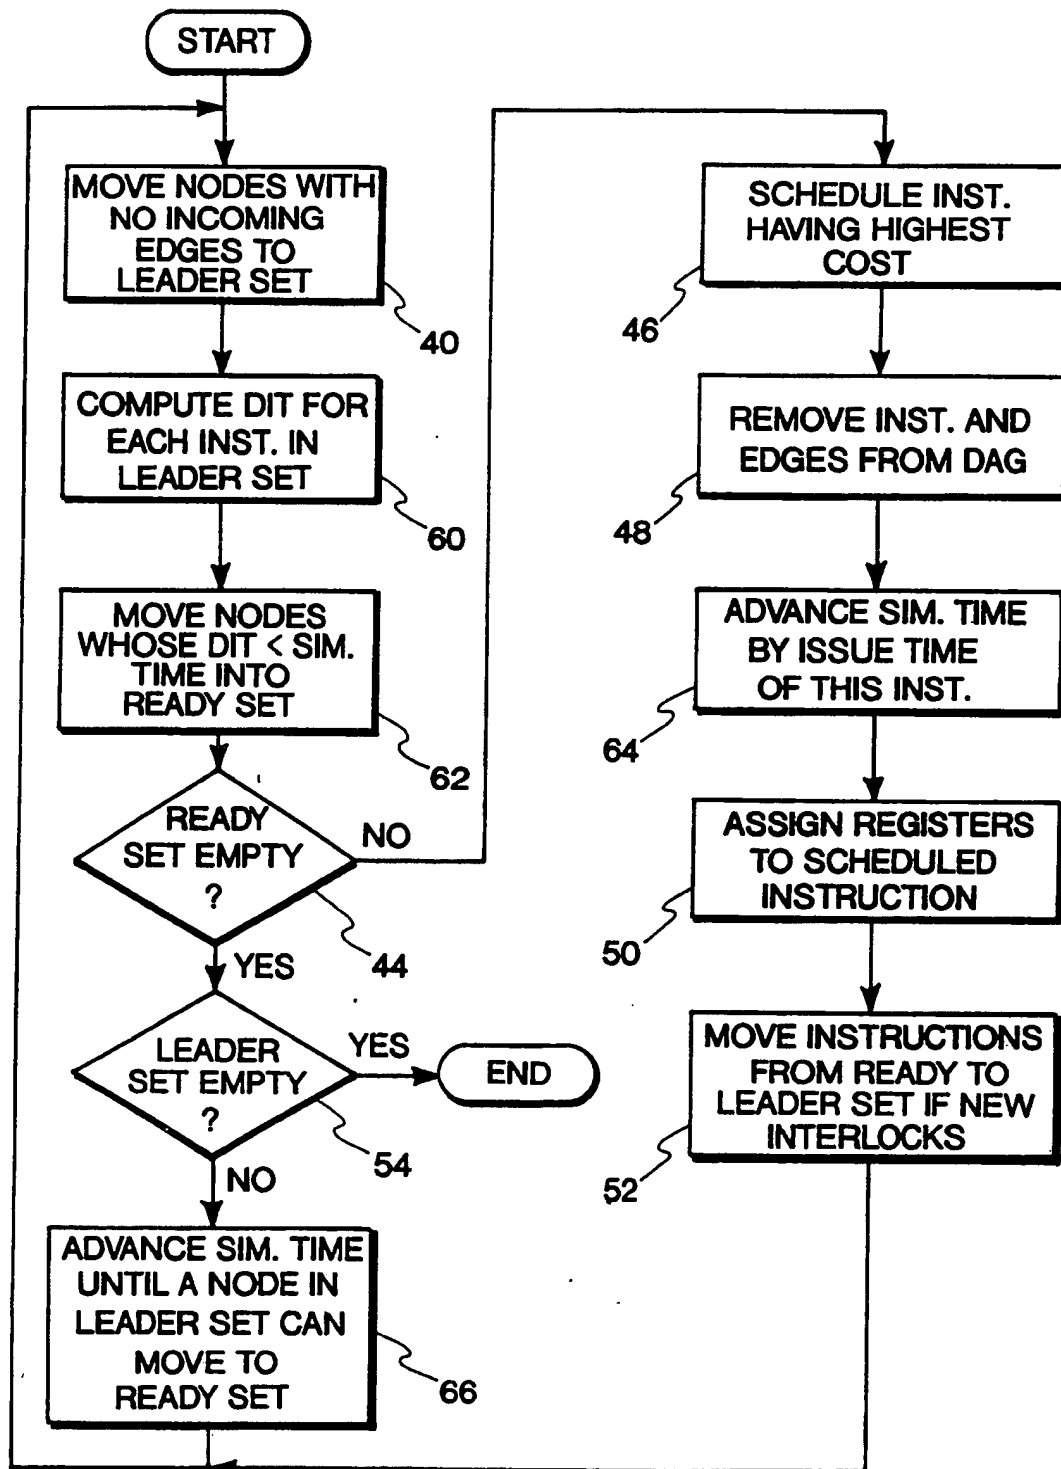 START
MOVE NODES WITH
NO INCOMING
EDGES TO
LEADER SET
40
COMPUTE DIT FOR
EACH INST. IN
LEADER SET
60
MOVE NODES
WHOSE DIT < SIM.
TIME INTO
READY SET
62
READY
SET EMPTY
?
NO
44
YES
LEADER
SET EMPTY
?
YES
END
54
NO
ADVANCE SIM. TIME
UNTIL A NODE IN
LEADER SET CAN
MOVE TO
READY SET
66
SCHEDULE INST.
HAVING HIGHEST
COST
46
REMOVE INST. AND
EDGES FROM DAG
48
ADVANCE SIM. TIME
BY ISSUE TIME
OF THIS INST.
64
ASSIGN REGISTERS
TO SCHEDULED
INSTRUCTION
50
MOVE INSTRUCTIONS
FROM READY TO
LEADER SET IF NEW
INTERLOCKS
52